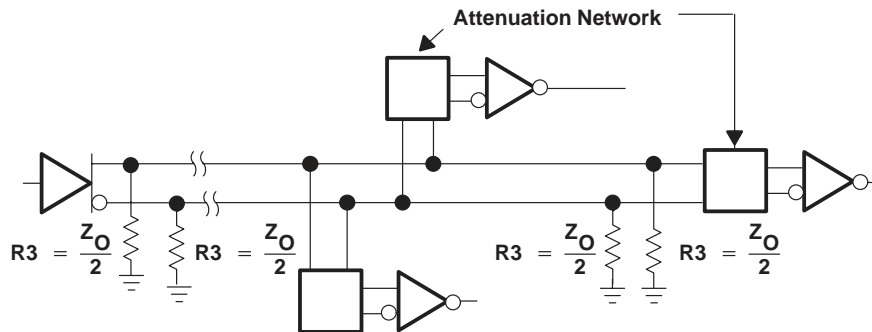 Attenuation Network
R3 = Z_O/2
R3 = Z_O/2
R3 = Z_O/2
R3 = Z_O/2